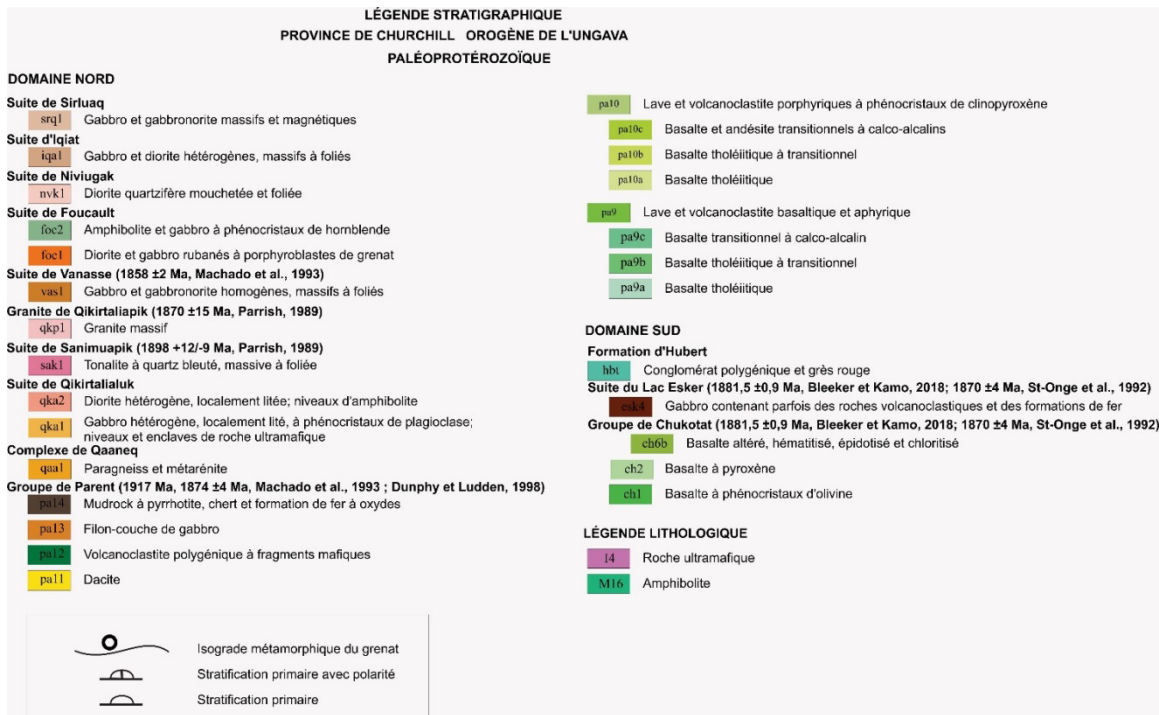 LÉGENDE STRATIGRAPHIQUE
PROVINCE DE CHURCHILL OROGÈNE DE L'UNGAVA
PALÉOPROTÉROZOÏQUE
DOMAINE NORD
Suite de Sirluaq
srq1 Gabbro et gabbronorite massifs et magnétiques
Suite d'Iqiat
iqa1 Gabbro et diorite hétérogènes, massifs à foliés
Suite de Niviugak
nvk1 Diorite quartzifère mouchetée et foliée
Suite de Foucault
foc2 Amphibolite et gabbro à phénocristaux de hornblende
foc1 Diorite et gabbro rubanés à porphyroblastes de grenat
Suite de Vanasse (1858 ±2 Ma, Machado et al., 1993)
vas1 Gabbro et gabbronorite homogènes, massifs à foliés
Granite de Qikirtaliapik (1870 ±15 Ma, Parrish, 1989)
qkp1 Granite massif
Suite de Sanimuapik (1898 +12/-9 Ma, Parrish, 1989)
sak1 Tonalite à quartz bleuté, massive à foliée
Suite de Qikirtalialuk
qka2 Diorite hétérogène, localement litée; niveaux d'amphibolite
qka1 Gabbro hétérogène, localement lité, à phénocristaux de plagioclase;
niveaux et enclaves de roche ultramafique
Complexe de Qaaneq
qaa1 Paragneiss et métarénite
Groupe de Parent (1917 Ma, 1874 ±4 Ma, Machado et al., 1993 ; Dunphy et Ludden, 1998)
pa14 Mudrock à pyrrhotite, chert et formation de fer à oxydes
pa13 Filon-couche de gabbro
pa12 Volcanoclastite polygénique à fragments mafiques
pa11 Dacite
pa10 Lave et volcanoclastite porphyriques à phénocristaux de clinopyroxène
pa10c Basalte et andésite transitionnels à calco-alcalins
pa10b Basalte tholéiitique à transitionnel
pa10a Basalte tholéiitique
pa9 Lave et volcanoclastite basaltique et aphyrique
pa9c Basalte transitionnel à calco-alcalin
pa9b Basalte tholéiitique à transitionnel
pa9a Basalte tholéiitique
DOMAINE SUD
Formation d'Hubert
hbt Conglomérat polygénique et grès rouge
Suite du Lac Esker (1881,5 ±0,9 Ma, Bleeker et Kamo, 2018; 1870 ±4 Ma, St-Onge et al., 1992)
esk4 Gabbro contenant parfois des roches volcanoclastiques et des formations de fer
Groupe de Chukotat (1881,5 ±0,9 Ma, Bleeker et Kamo, 2018; 1870 ±4 Ma, St-Onge et al., 1992)
ch6b Basalte altéré, hématitisé, épidotisé et chloritisé
ch2 Basalte à pyroxène
ch1 Basalte à phénocristaux d'olivine
LÉGENDE LITHOLOGIQUE
I4 Roche ultramafique
M16 Amphibolite
Isograde métamorphique du grenat
Stratification primaire avec polarité
Stratification primaire